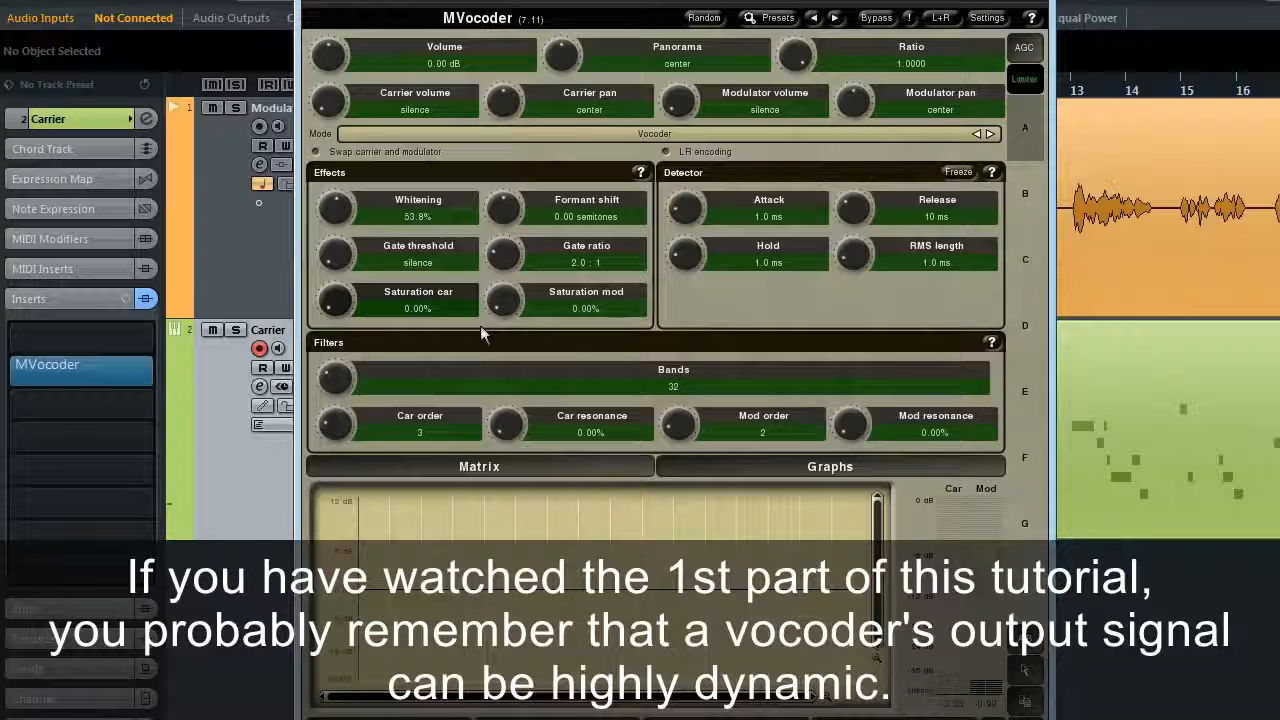 Audio Inputs Not Connected Audio Outputs
MVocoder (7.11) Random Presets Bypass ! L+R Settings ?
qual Power
No Object Selected
Volume Panorama Ratio AGC
0.00 dB center 1.0000
No Track Preset
Limiter
13 14 15 16
Carrier volume Carrier pan Modulator volume Modulator pan
silence center silence center
1 M S Modula
2 Carrier
A
Mode Vocoder
R W
Chord Track
Swap carrier and modulator LR encoding
Effects ? Detector Freeze ?
Expression Map
B
Whitening Formant shift Attack Release
53.8% 0.00 semitones 1.0 ms 10 ms
Note Expression
MIDI Modifiers
Gate threshold Gate ratio Hold RMS length
silence 2.0 : 1 1.0 ms 1.0 ms
C
MIDI Inserts
Inserts
Saturation car Saturation mod
0.00% 0.00%
D
2 M S Carrier
Filters ?
R W
MVocoder
Bands
32
E
Car order Car resonance Mod order Mod resonance
3 0.00% 2 0.00%
F
Matrix Graphs
Car Mod
12 dB 0 dB
G
If you have watched the 1st part of this tutorial,
you probably remember that a vocoder's output signal
can be highly dynamic.